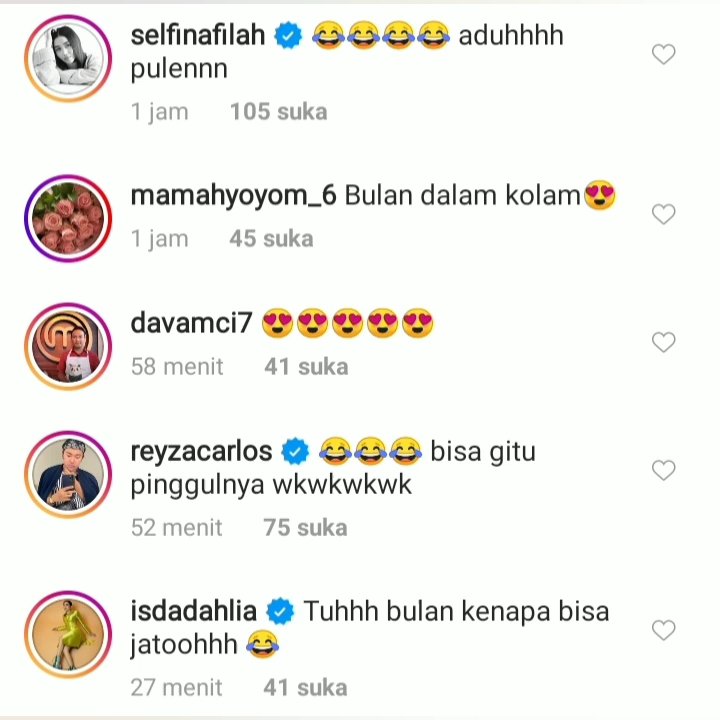 selfinafilah 😂😂😂😂 aduhhhh
pulennn
1 jam 105 suka
mamahyoyom_6 Bulan dalam kolam😍
1 jam 45 suka
davamci7 😍😍😍😍😍
58 menit 41 suka
reyzacarlos 😂😂😂 bisa gitu
pinggulnya wkwkwkwk
52 menit 75 suka
isdadahlia Tuhhh bulan kenapa bisa
jatoohhh 😂
27 menit 41 suka